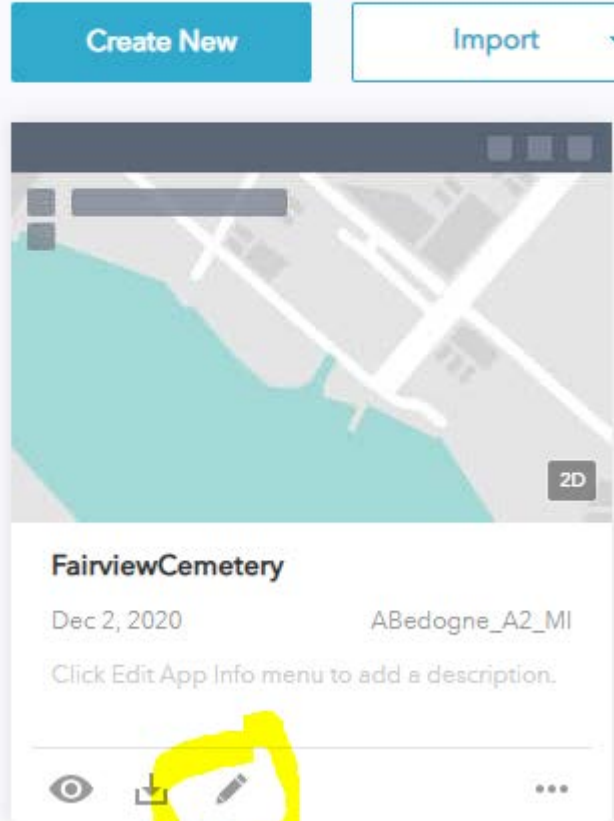 Create New
Import
2D
FairviewCemetery
Dec 2, 2020
ABedogne_A2_MI
Click Edit App Info menu to add a description.